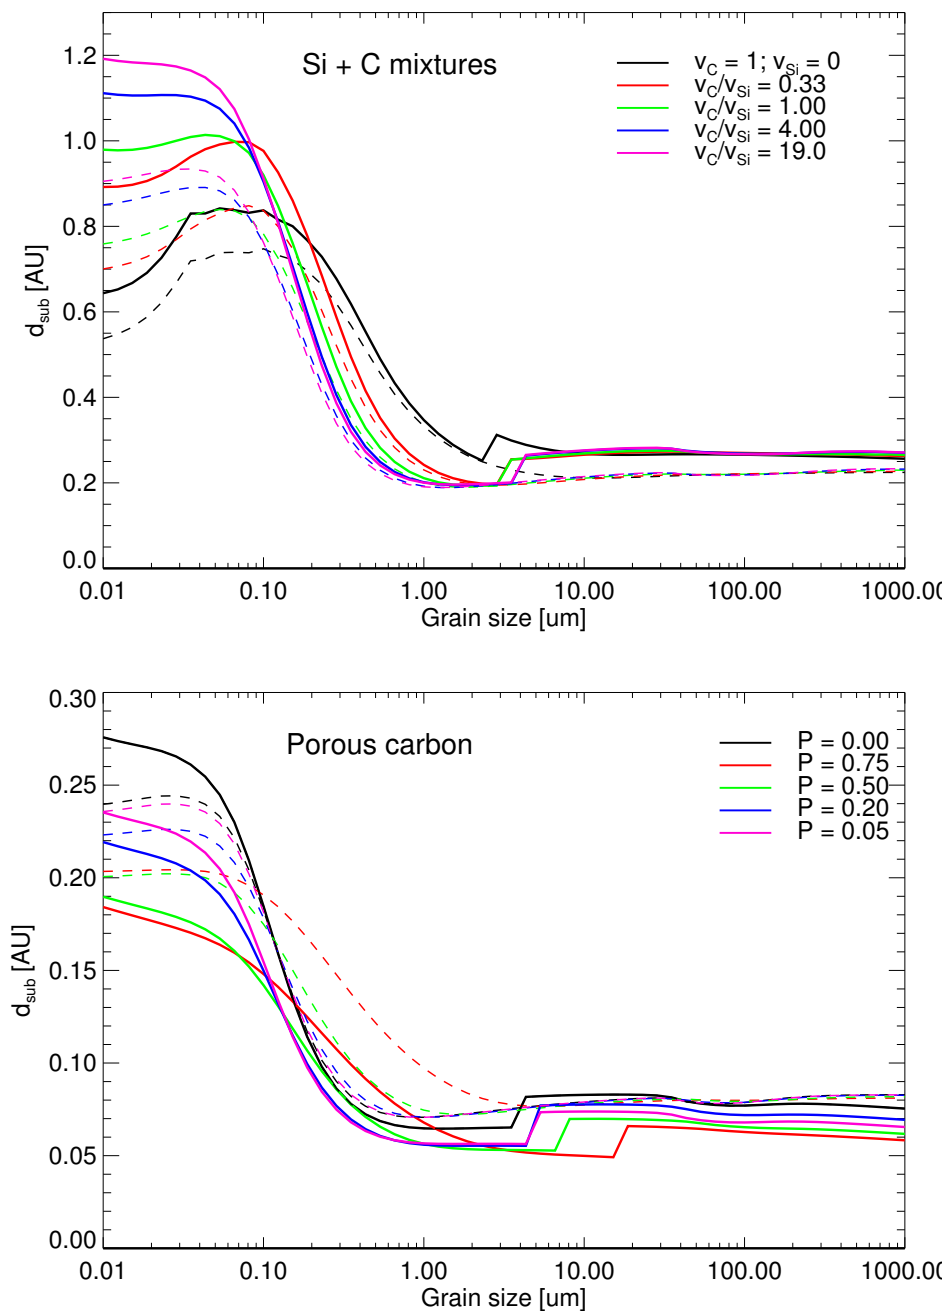 Si + C mixtures
v_C = 1; v_Si = 0
v_C/v_Si = 0.33
v_C/v_Si = 1.00
v_C/v_Si = 4.00
v_C/v_Si = 19.0
1.2
1.0
0.8
0.6
0.4
0.2
0.0
d_sub [AU]
0.01 0.10 1.00 10.00 100.00 1000.00
Grain size [um]
Porous carbon
P = 0.00
P = 0.75
P = 0.50
P = 0.20
P = 0.05
0.30
0.25
0.20
0.15
0.10
0.05
0.00
d_sub [AU]
0.01 0.10 1.00 10.00 100.00 1000.00
Grain size [um]